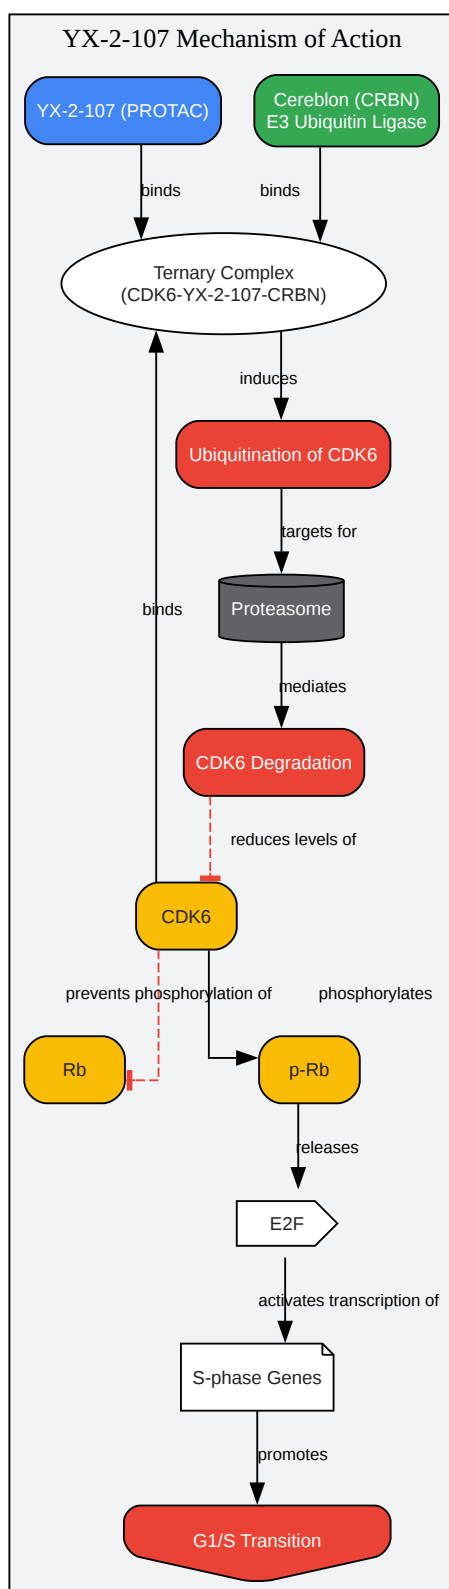 YX-2-107 Mechanism of Action
YX-2-107 (PROTAC)
Cereblon (CRBN)
E3 Ubiquitin Ligase
binds
binds
Ternary Complex
(CDK6-YX-2-107-CRBN)
induces
Ubiquitination of CDK6
targets for
Proteasome
binds
mediates
CDK6 Degradation
reduces levels of
CDK6
prevents phosphorylation of
phosphorylates
Rb
p-Rb
releases
E2F
activates transcription of
S-phase Genes
promotes
G1/S Transition